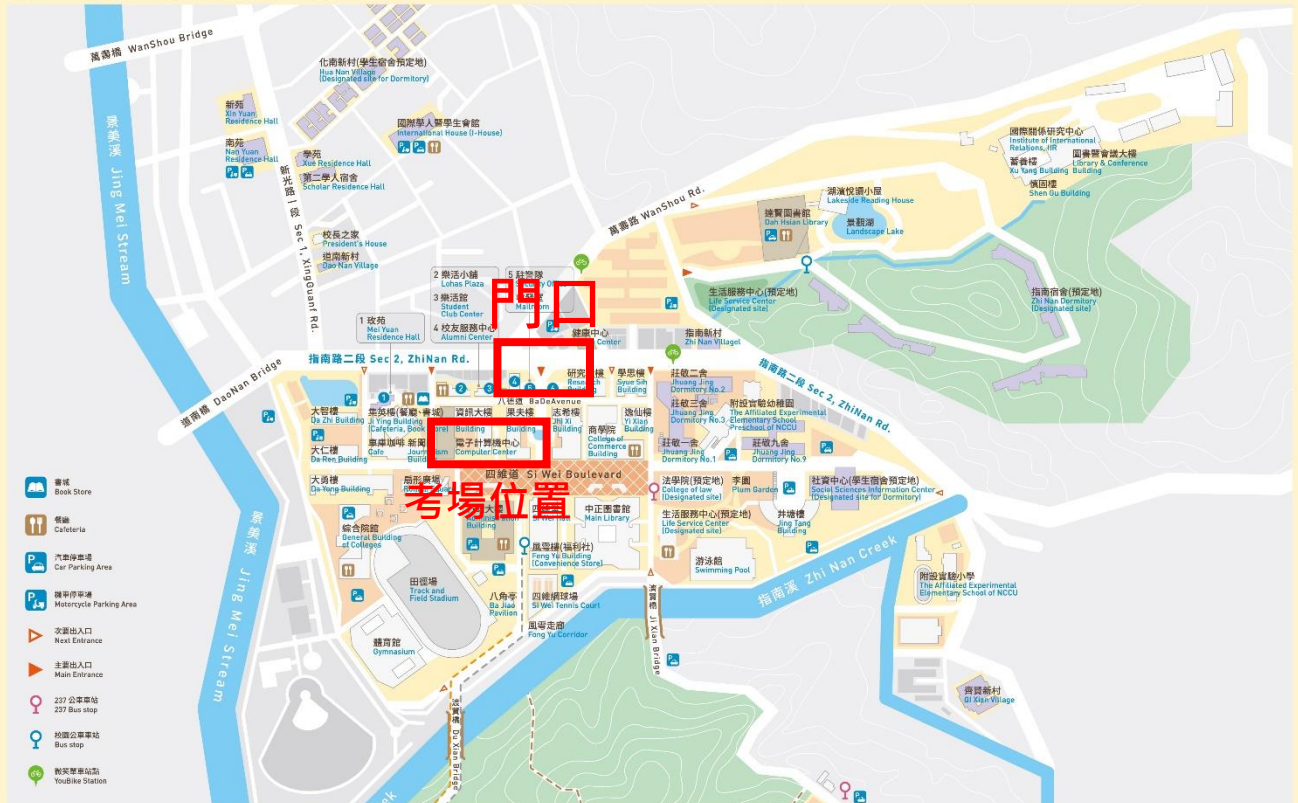 萬壽橋 WanShou Bridge
化南新村(學生宿舍預定地)
Hua Nan Village
(Designated site for Dormitory)
新苑
Xin Yuan
Residence Hall
南苑
Nan Yuan
Residence Hall
國際學人暨學生會館
International House (I-House)
學苑
Xue Residence Hall
第二學人宿舍
Scholar Residence Hall
景美溪 Jing Mei Stream
新光路一段 Sec 1, XingGuanf Rd.
校長之家
President's House
道南新村
Dao Nan Village
萬壽路 WanShou Rd.
國際關係研究中心
Institute of International
Relations, IIR
圖書暨會議大樓
Library & Conference
Building
蓄養樓
Xu Yang Building
慎固樓
Shen Gu Building
湖濱悅讀小屋
Lakeside Reading House
達賢圖書館
Dah Hsian Library
景觀湖
Landscape Lake
生活服務中心(預定地)
Life Service Center
(Designated site)
指南宿舍(預定地)
Zhi Nan Dormitory
(Designated site)
2 樂活小舖
Lohas Plaza
3 樂活館
Student
Club Center
4 校友服務中心
Alumni Center
5 駐警隊
Mailroom
門口
1 玫苑
Mei Yuan
Residence Hall
健康中心
Center
指南新村
Zhi Nan Villagel
道南橋 DaoNan Bridge
指南路二段 Sec 2, ZhiNan Rd.
指南路二段 Sec 2, ZhiNan Rd.
1
2
3
4
5
6
八德道 BaDeAvenue
Research
Building
學思樓
Syue Sih
Building
莊敬二舍
Jhuang Jing
Dormitory No.2
莊敬三舍
Jhuang Jing
Dormitory No.3
附設實驗幼稚園
The Affiliated Experimental
Elementary School
Preschool of NCCU
大智樓
Da Zhi Building
集英樓(餐廳、書城)
Ji Ying Building
資訊大樓
Building
果夫樓
Building
志希樓
Jhi Xi
Building
逸仙樓
Yi Xian
Building
商學院
College of
Commerce
Building
大仁樓
Da Ren Building
車庫咖啡
Cafe
電子計算機中心
Computer Center
莊敬一舍
Jhuang Jing
Dormitory No.1
莊敬九舍
Jhuang Jing
Dormitory No.9
四維道 Si Wei Boulevard
大勇樓
Da Yong Building
考場位置
法學院(預定地)
College of law
(Designated site)
李園
Plum Garden
社資中心(學生宿舍預定地)
Social Sciences Information Center
(Designated site for Dormitory)
綜合院館
General Building
of Colleges
Building
中正圖書館
Main Library
生活服務中心(預定地)
Life Service Center
(Designated site)
井塘樓
Jing Tang
Building
風雩樓(福利社)
Feng Yu Building
(Convenience Store)
游泳館
Swimming Pool
田徑場
Track and
Field Stadium
八角亭
Ba Jiao
Pavilion
四維網球場
Si Wei Tennis Court
風雩走廊
Fong Yu Corridor
體育館
Gymnasium
濟賢橋 Ji Xian Bridge
渡賢橋 Du Xian Bridge
指南溪 Zhi Nan Creek
附設實驗小學
The Affiliated Experimental
Elementary School of NCCU
齊賢新村
Qi Xian Village
景美溪 Jing Mei Stream
書城
Book Store
餐廳
Cafeteria
汽車停車場
Car Parking Area
機車停車場
Motorcycle Parking Area
次要出入口
Next Entrance
主要出入口
Main Entrance
237 公車車站
237 Bus stop
校園公車車站
Bus stop
微笑單車站點
YouBike Station